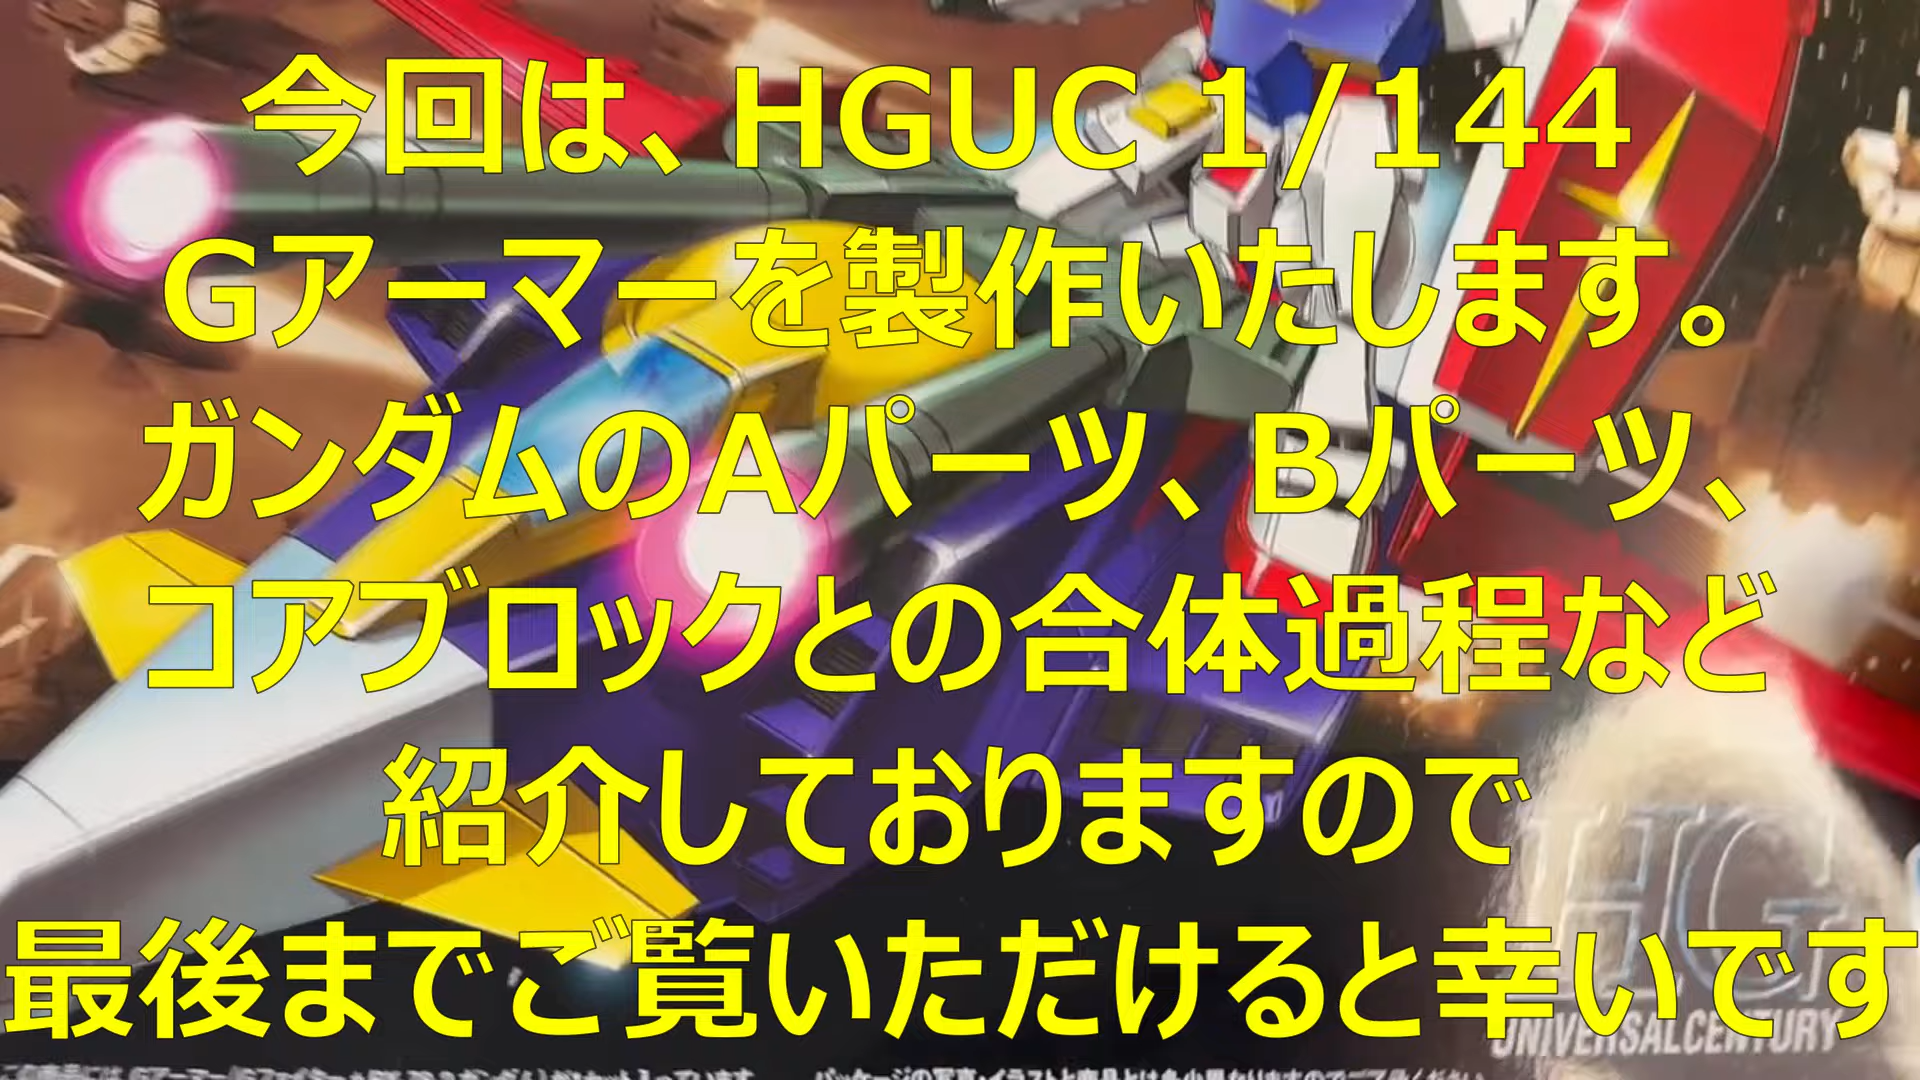 今回は、HGUC 1/144
Gアーマーを製作いたします。
ガンダムのAパーツ、Bパーツ、
コアブロックとの合体過程など
紹介しておりますので
最後までご覧いただけると幸いです
HG
UNIVERSAL CENTURY